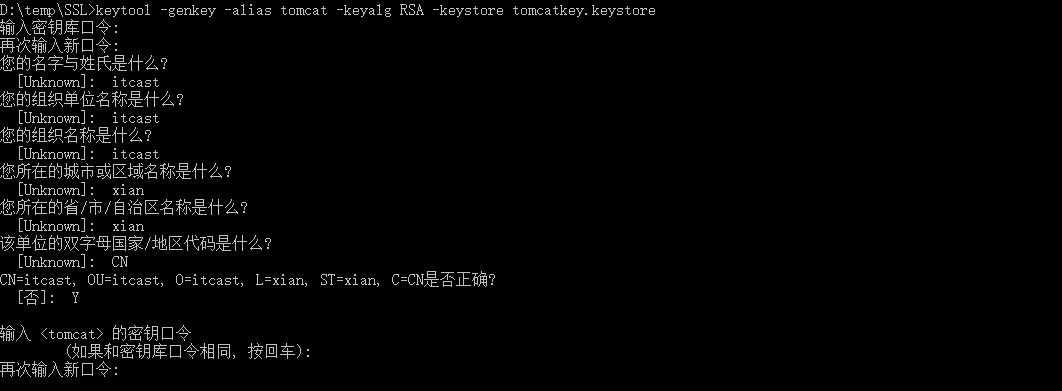 D:\temp\SSL>keytool -genkey -alias tomcat -keyalg RSA -keystore tomcatkey.keystore
输入密钥库口令:
再次输入新口令:
您的名字与姓氏是什么?
  [Unknown]:  itcast
您的组织单位名称是什么?
  [Unknown]:  itcast
您的组织名称是什么?
  [Unknown]:  itcast
您所在的城市或区域名称是什么?
  [Unknown]:  xian
您所在的省/市/自治区名称是什么?
  [Unknown]:  xian
该单位的双字母国家/地区代码是什么?
  [Unknown]:  CN
CN=itcast, OU=itcast, O=itcast, L=xian, ST=xian, C=CN是否正确?
  [否]:  Y
输入 <tomcat> 的密钥口令
        (如果和密钥库口令相同, 按回车):
再次输入新口令: